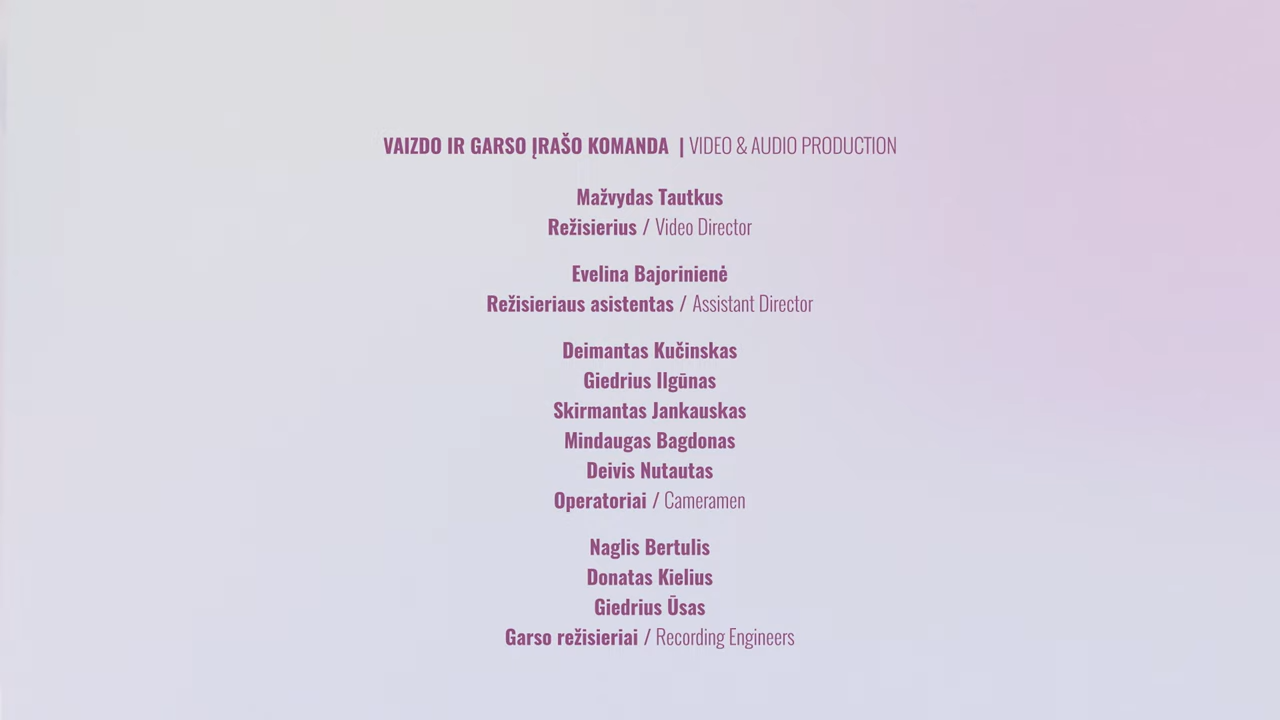 VAIZDO IR GARSO ĮRAŠO KOMANDA | VIDEO & AUDIO PRODUCTION
Mažvydas Tautkus
Režisierius / Video Director
Evelina Bajorinienė
Režisieriaus asistentas / Assistant Director
Deimantas Kučinskas
Giedrius Ilgūnas
Skirmantas Jankauskas
Mindaugas Bagdonas
Deivis Nutautas
Operatoriai / Cameramen
Naglis Bertulis
Donatas Kielius
Giedrius Ūsas
Garso režisieriai / Recording Engineers